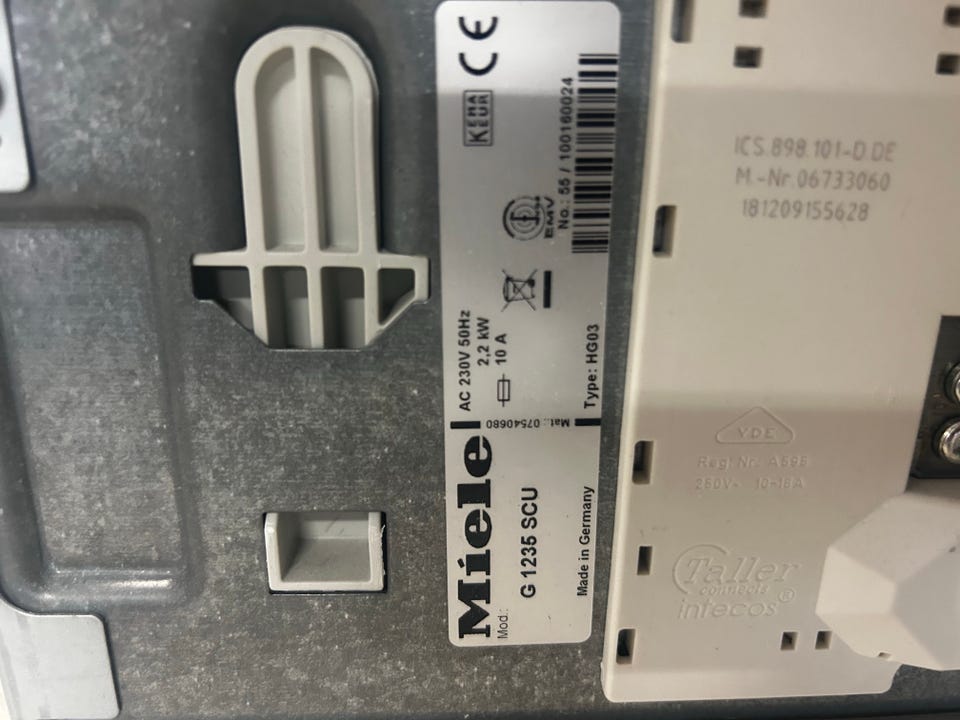 Miele
Mod.:
G 1235 SCU
Made in Germany
AC 230V 50Hz
2,2 kW
10 A
Type: HG03
Mat.: 07540680
EMV
No.: 55 / 100160024
KEMA
KEUR
CE
ICS.898.101-D.DE
M.-Nr.06733060
181209155628
VDE
Reg. Nr. A595
250V~ 10-16A
Taller
connects
intecos®